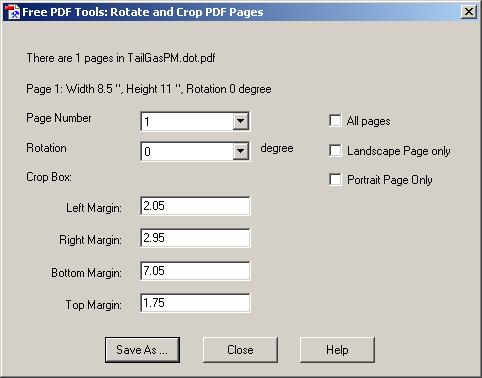 Free PDF Tools: Rotate and Crop PDF Pages
There are 1 pages in TailGasPM.dot.pdf
Page 1: Width 8.5 ", Height 11 ", Rotation 0 degree
Page Number 1 All pages
Rotation 0 degree Landscape Page only
Crop Box: Portrait Page Only
Left Margin: 2.05
Right Margin: 2.95
Bottom Margin: 7.05
Top Margin: 1.75
Save As ... Close Help